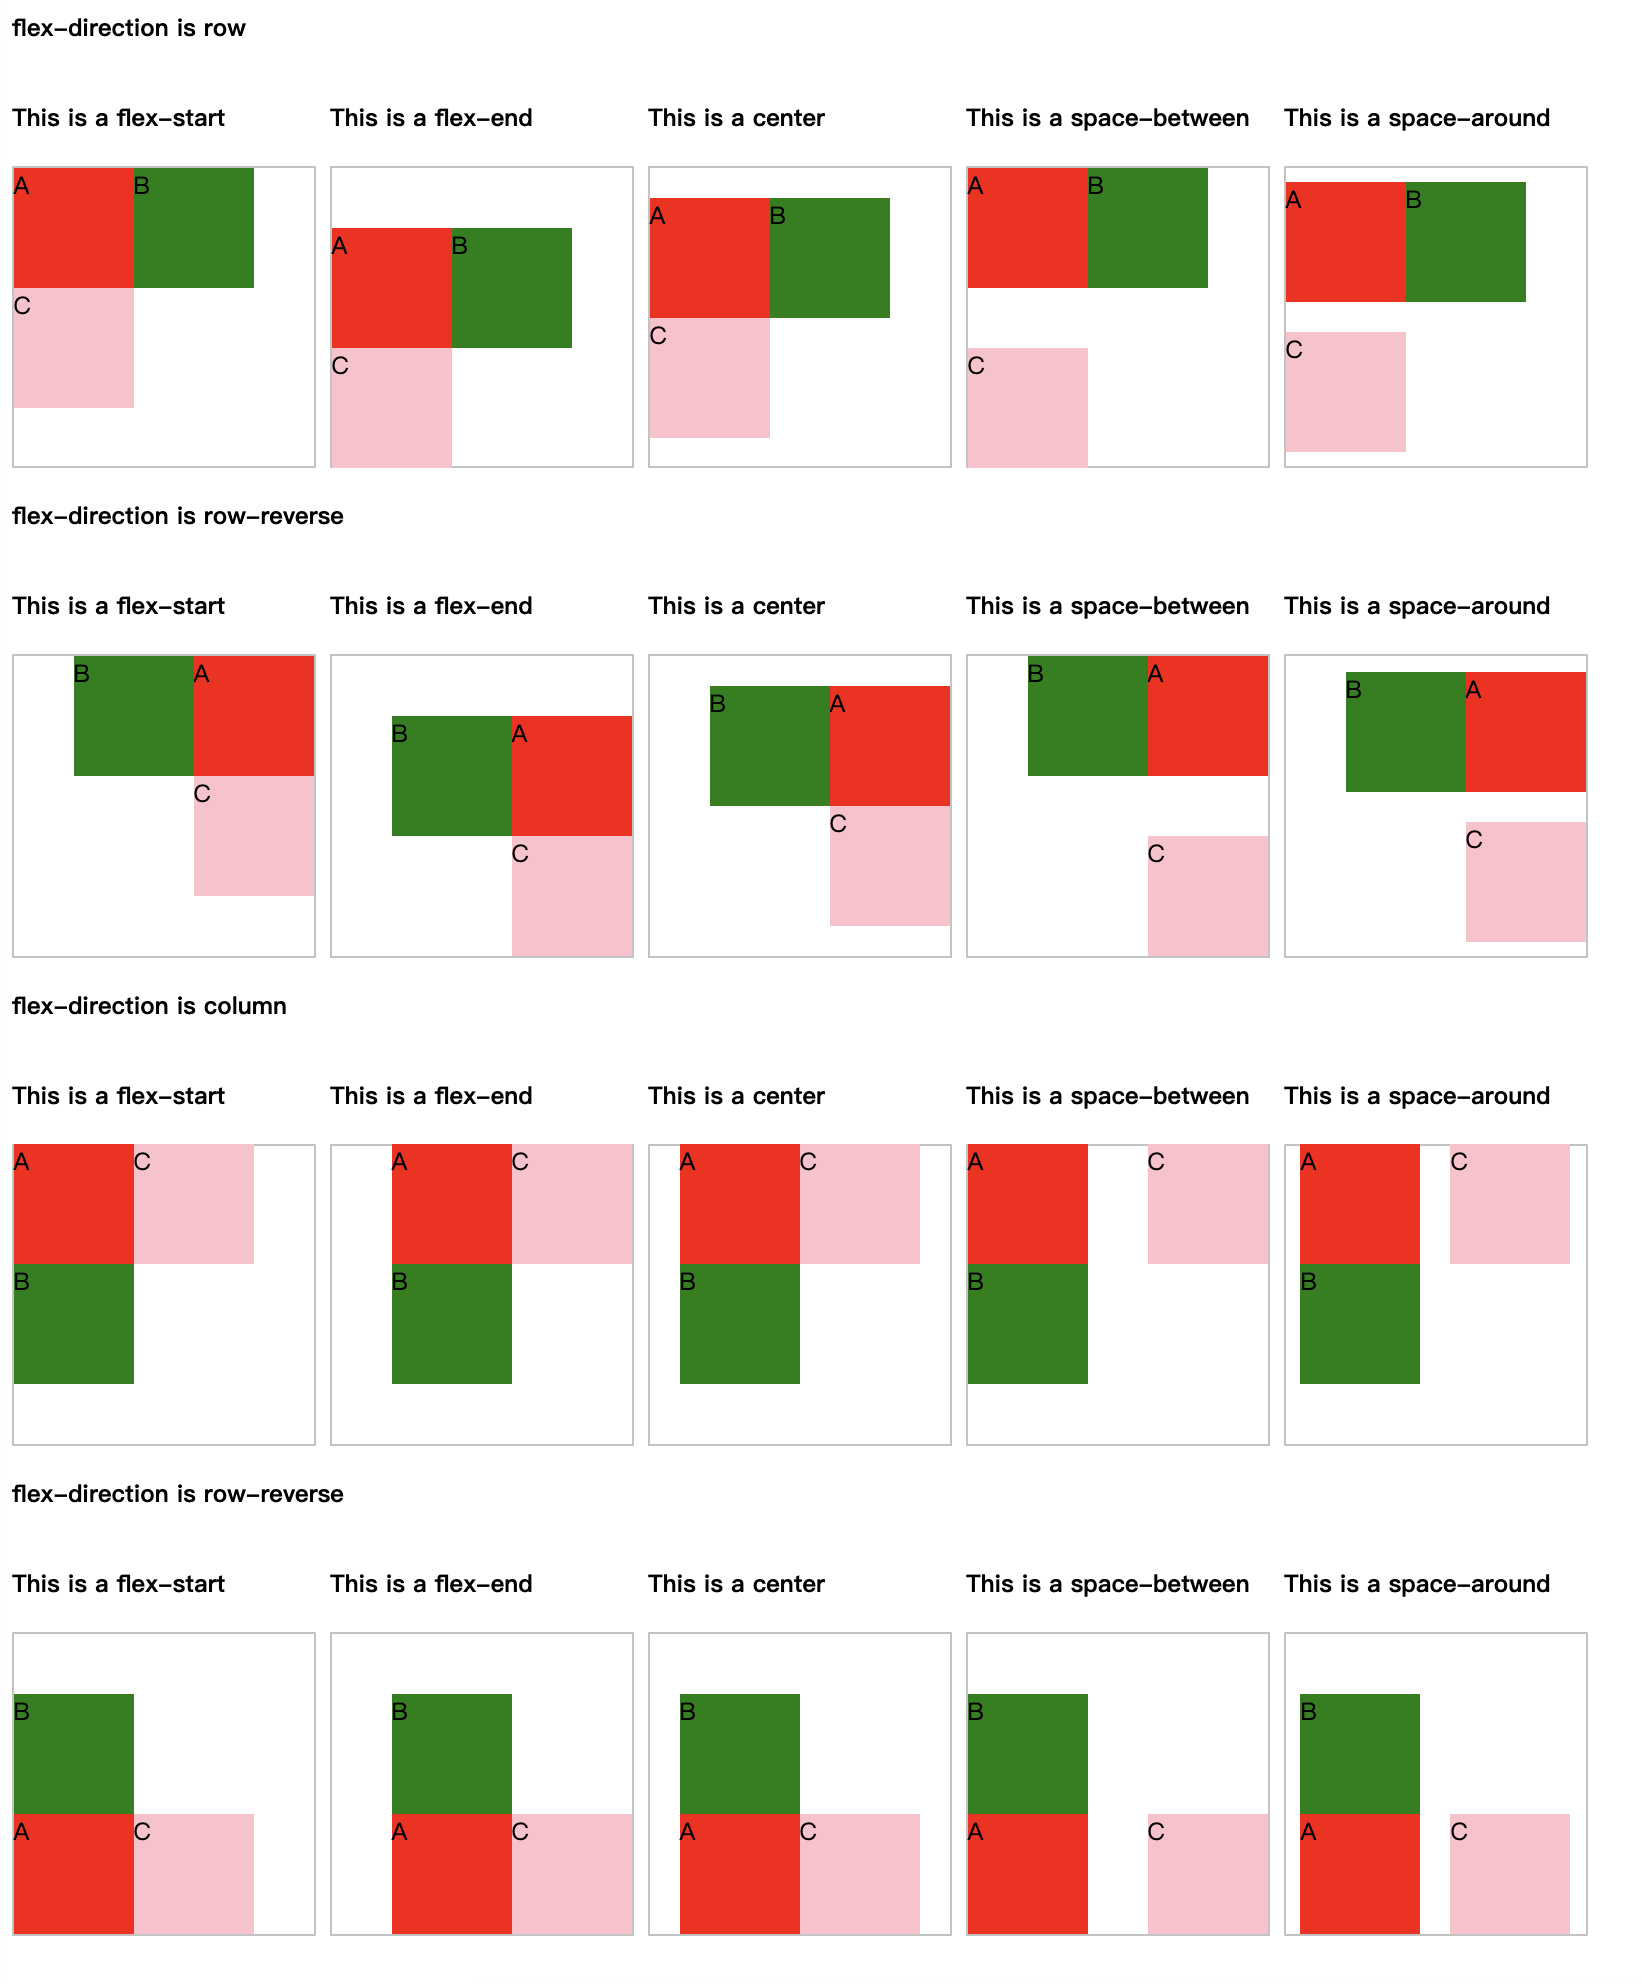 flex-direction is row
This is a flex-start
This is a flex-end
This is a center
This is a space-between
This is a space-around
A B
C
A B
C
A B
C
A B
C
A B
C
flex-direction is row-reverse
This is a flex-start
This is a flex-end
This is a center
This is a space-between
This is a space-around
B A
C
B A
C
B A
C
B A
C
B A
C
flex-direction is column
This is a flex-start
This is a flex-end
This is a center
This is a space-between
This is a space-around
A C
B
A C
B
A C
B
A C
B
A C
B
flex-direction is row-reverse
This is a flex-start
This is a flex-end
This is a center
This is a space-between
This is a space-around
B
A C
B
A C
B
A C
B
A C
B
A C